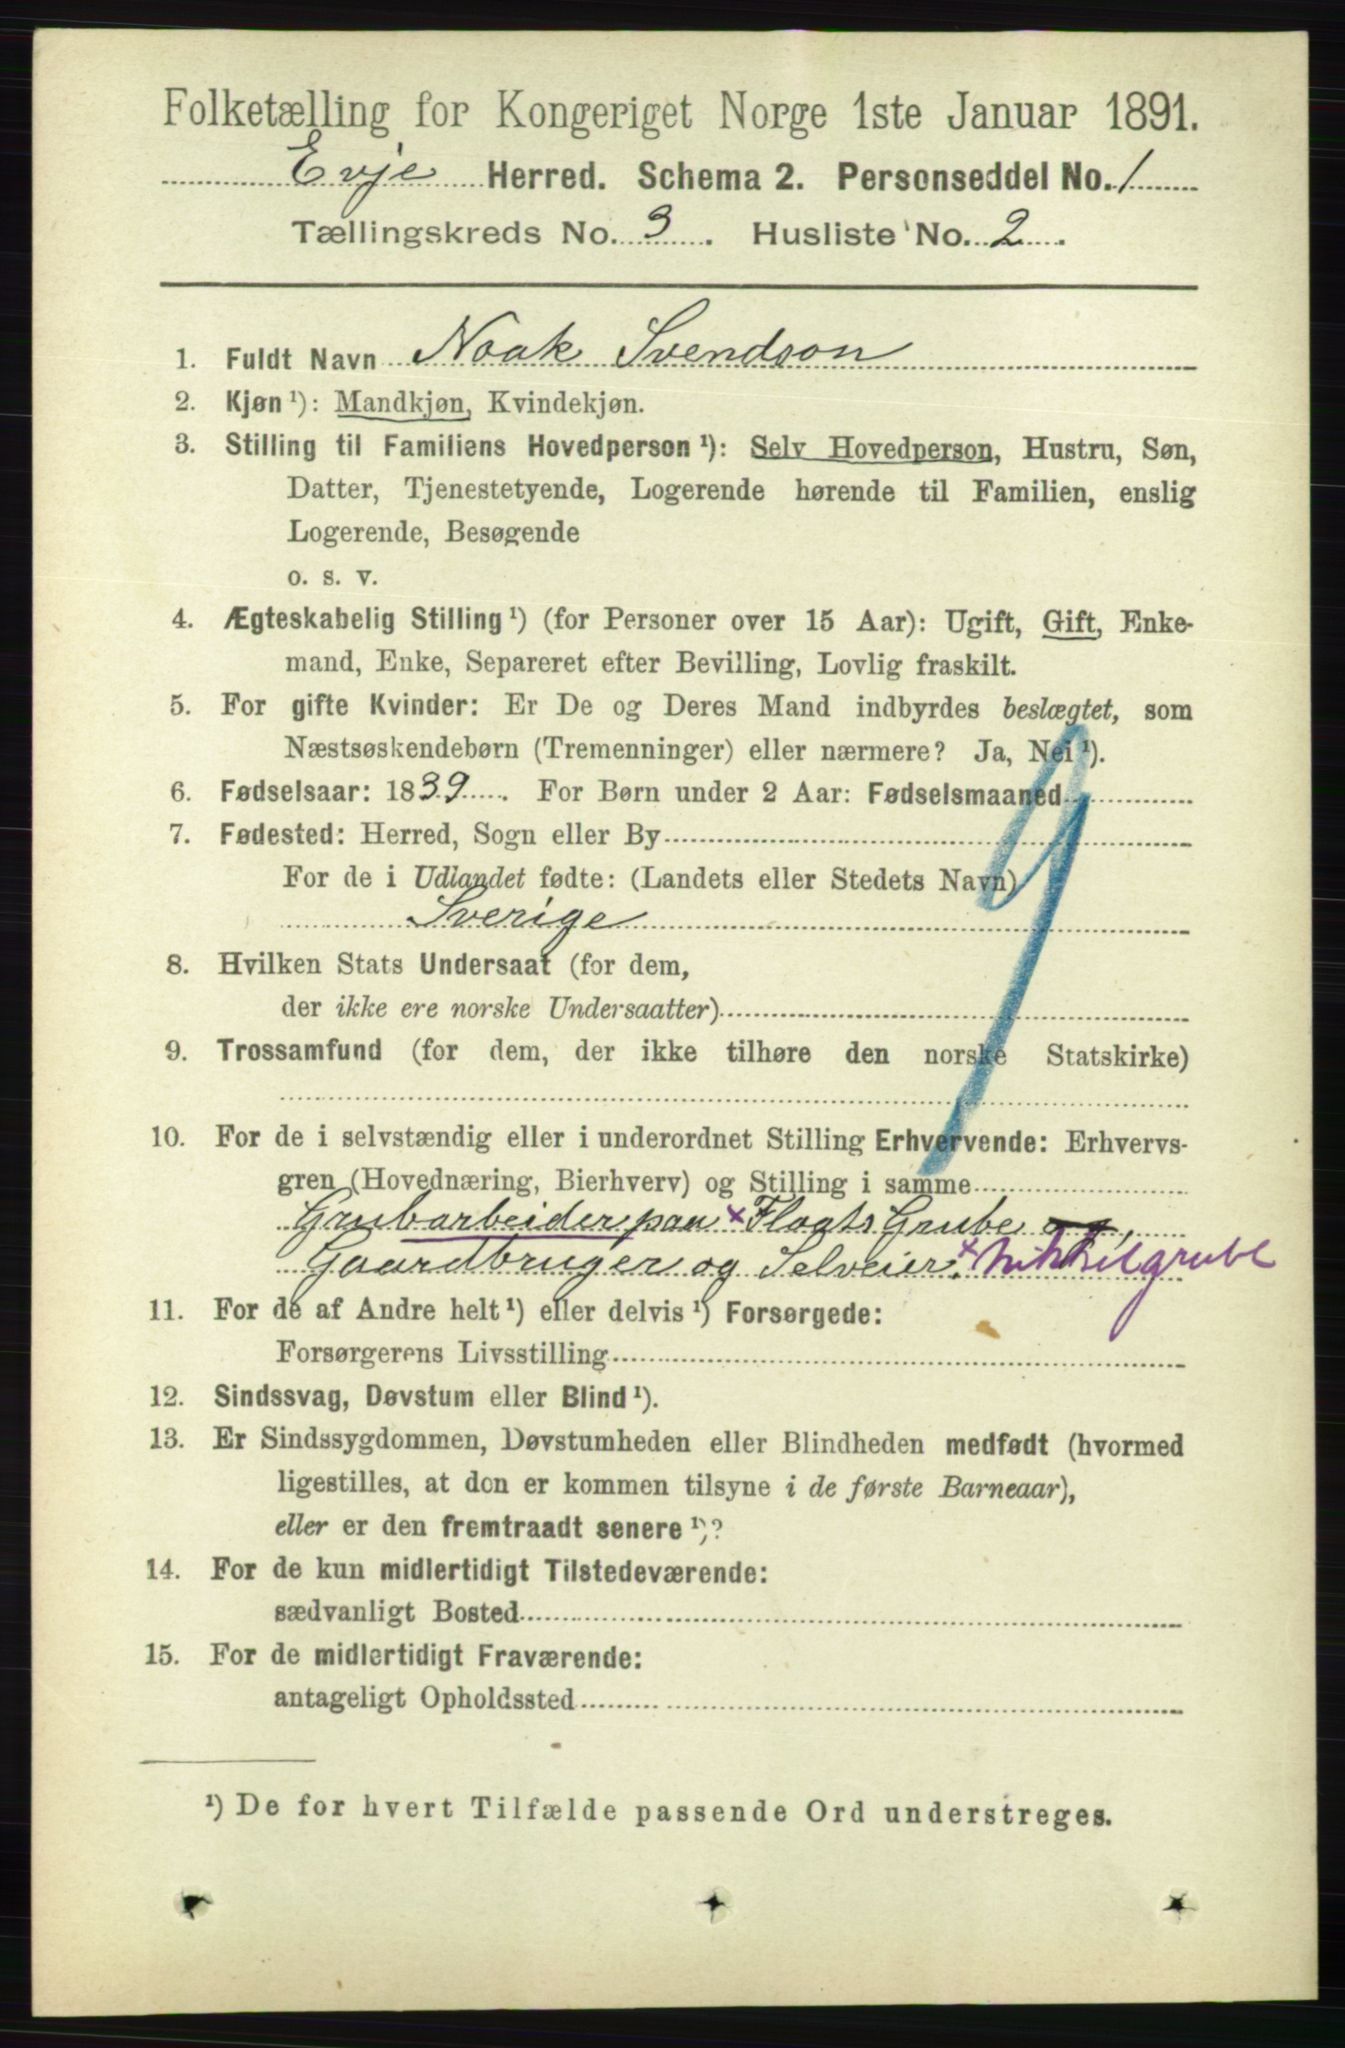 Folketælling for Kongeriget Norge 1ste Januar 1891.
Evje Herred. Schema 2. Personseddel No. 1
Tællingskreds No. 3. Husliste No. 2.
1. Fuldt Navn Noak Svendson
2. Kjøn ¹): Mandkjøn, Kvindekjøn.
3. Stilling til Familiens Hovedperson ¹): Selv Hovedperson, Hustru, Søn,
Datter, Tjenestetyende, Logerende hørende til Familien, enslig
Logerende, Besøgende
o. s. v.
4. Ægteskabelig Stilling ¹) (for Personer over 15 Aar): Ugift, Gift, Enke-
mand, Enke, Separeret efter Bevilling, Lovlig fraskilt.
5. For gifte Kvinder: Er De og Deres Mand indbyrdes beslægtet, som
Næstsøskendebørn (Tremenninger) eller nærmere? Ja, Nei ¹).
6. Fødselsaar: 1839. For Børn under 2 Aar: Fødselsmaaned
7. Fødested: Herred, Sogn eller By
For de i Udlandet fødte: (Landets eller Stedets Navn)
Sverige
8. Hvilken Stats Undersaat (for dem,
der ikke ere norske Undersaatter)
9. Trossamfund (for dem, der ikke tilhøre den norske Statskirke)
10. For de i selvstændig eller i underordnet Stilling Erhvervende: Erhvervs-
gren (Hovednæring, Bierhverv) og Stilling i samme
Grubarbeider paa × Flaats Grube og,
Gaardbruger og Selveier. × Nikkelgrube
11. For de af Andre helt ¹) eller delvis ¹) Forsørgede:
Forsørgerens Livsstilling
12. Sindssvag, Døvstum eller Blind ¹).
13. Er Sindssygdommen, Døvstumheden eller Blindheden medfødt (hvormed
ligestilles, at den er kommen tilsyne i de første Barneaar),
eller er den fremtraadt senere ¹)?
14. For de kun midlertidigt Tilstedeværende:
sædvanligt Bosted
15. For de midlertidigt Fraværende:
antageligt Opholdssted
¹) De for hvert Tilfælde passende Ord understreges.